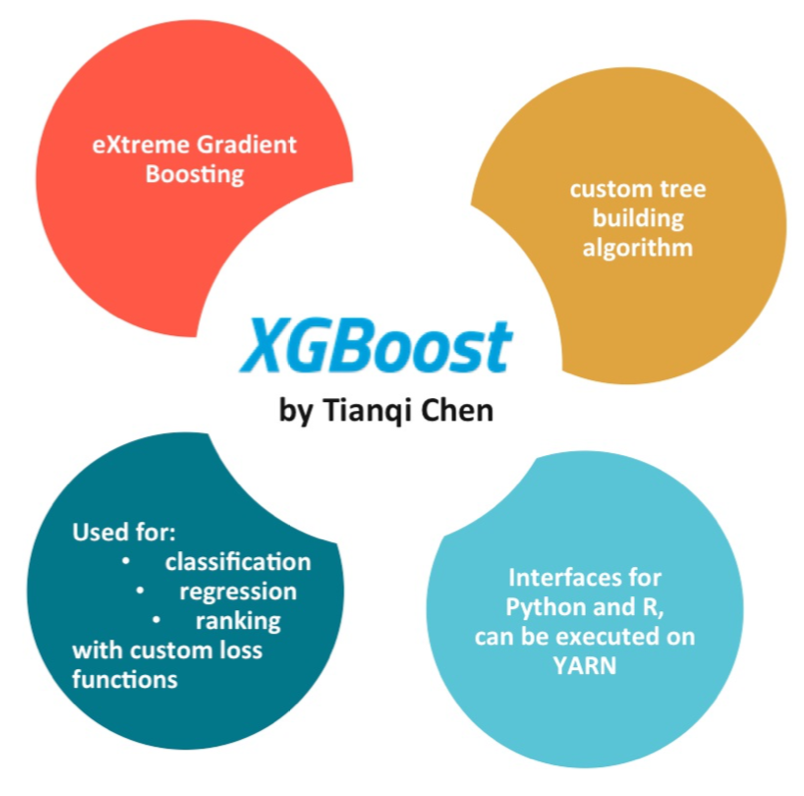 eXtreme Gradient
Boosting
custom tree
building
algorithm
XGBoost
by Tianqi Chen
Used for:
• classification
• regression
• ranking
with custom loss
functions
Interfaces for
Python and R,
can be executed on
YARN